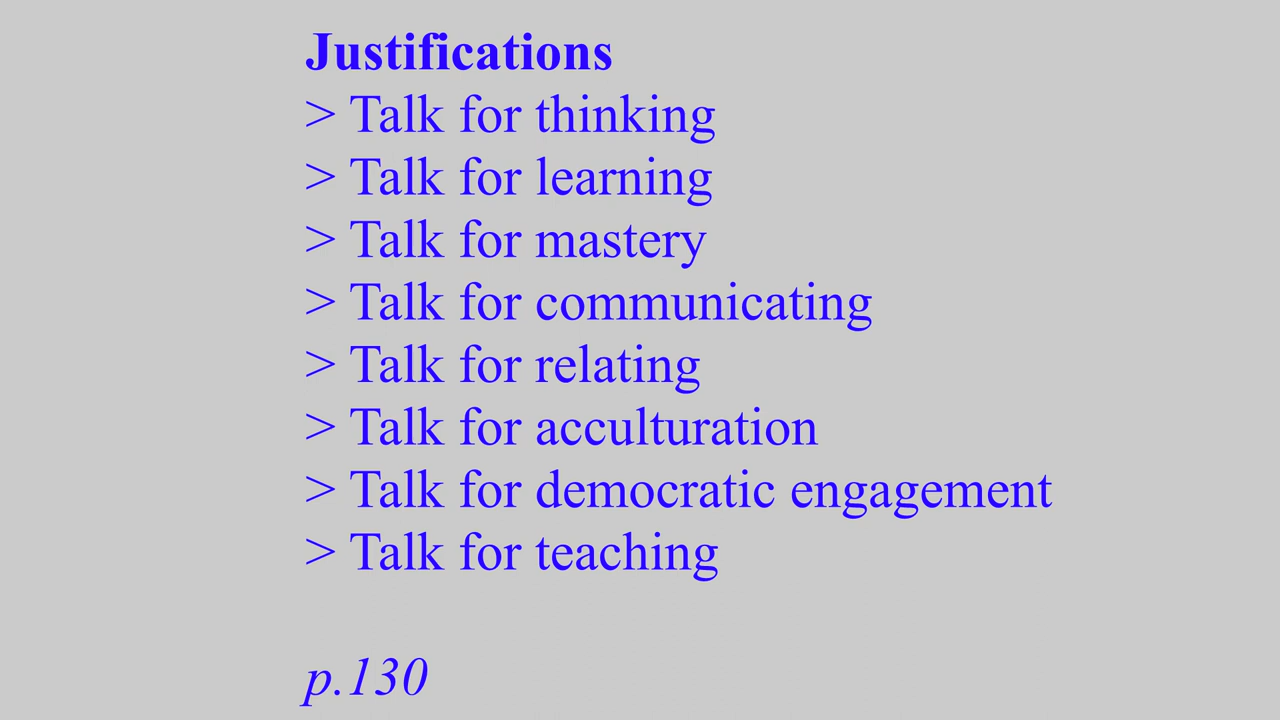 Justifications
> Talk for thinking
> Talk for learning
> Talk for mastery
> Talk for communicating
> Talk for relating
> Talk for acculturation
> Talk for democratic engagement
> Talk for teaching
p.130